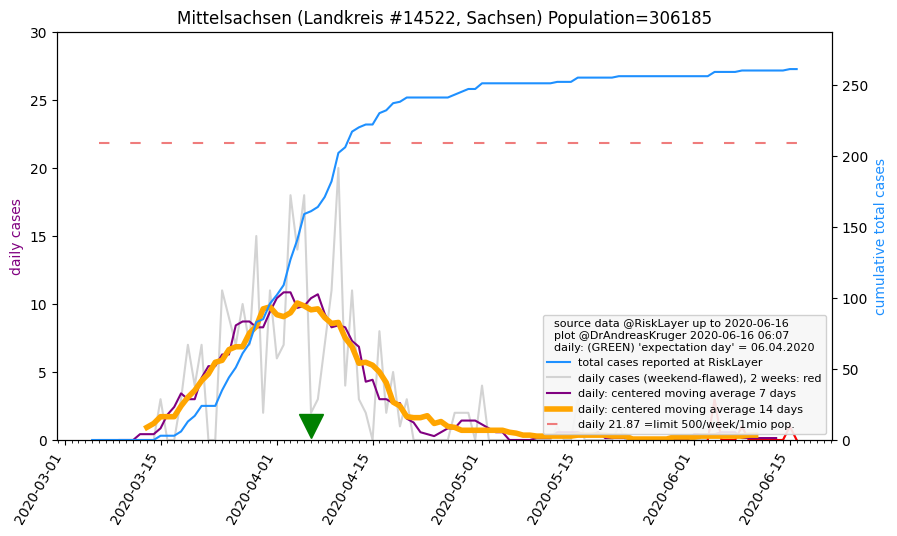 Mittelsachsen (Landkreis #14522, Sachsen) Population=306185
30
25
20
15
10
5
0
daily cases
250
200
150
100
50
0
cumulative total cases
source data @RiskLayer up to 2020-06-16
plot @DrAndreasKruger 2020-06-16 06:07
daily: (GREEN) 'expectation day' = 06.04.2020
total cases reported at RiskLayer
daily cases (weekend-flawed), 2 weeks: red
daily: centered moving average 7 days
daily: centered moving average 14 days
daily 21.87 =limit 500/week/1mio pop.
2020-03-01
2020-03-15
2020-04-01
2020-04-15
2020-05-01
2020-05-15
2020-06-01
2020-06-15